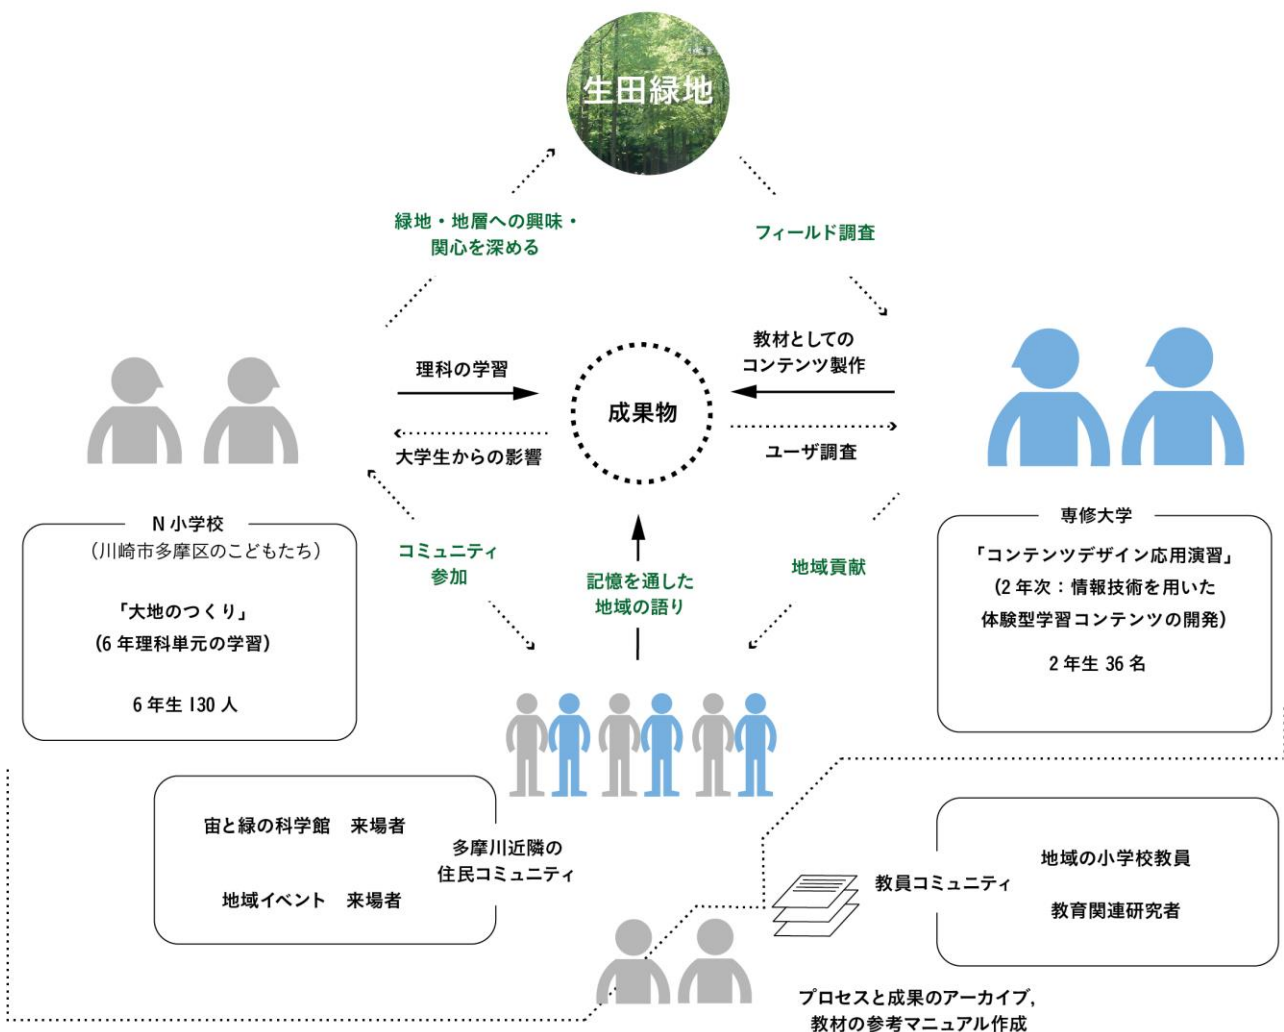 生田緑地
緑地・地層への興味・
関心を深める
フィールド調査
理科の学習
教材としての
コンテンツ製作
成果物
大学生からの影響
ユーザ調査
N 小学校
（川崎市多摩区のこどもたち）
「大地のつくり」
(6 年理科単元の学習)
6 年生 130 人
コミュニティ
参加
記憶を通した
地域の語り
地域貢献
専修大学
「コンテンツデザイン応用演習」
(2 年次：情報技術を用いた
体験型学習コンテンツの開発)
2 年生 36 名
宙と緑の科学館　来場者
地域イベント　来場者
多摩川近隣の
住民コミュニティ
教員コミュニティ
地域の小学校教員
教育関連研究者
プロセスと成果のアーカイブ,
教材の参考マニュアル作成